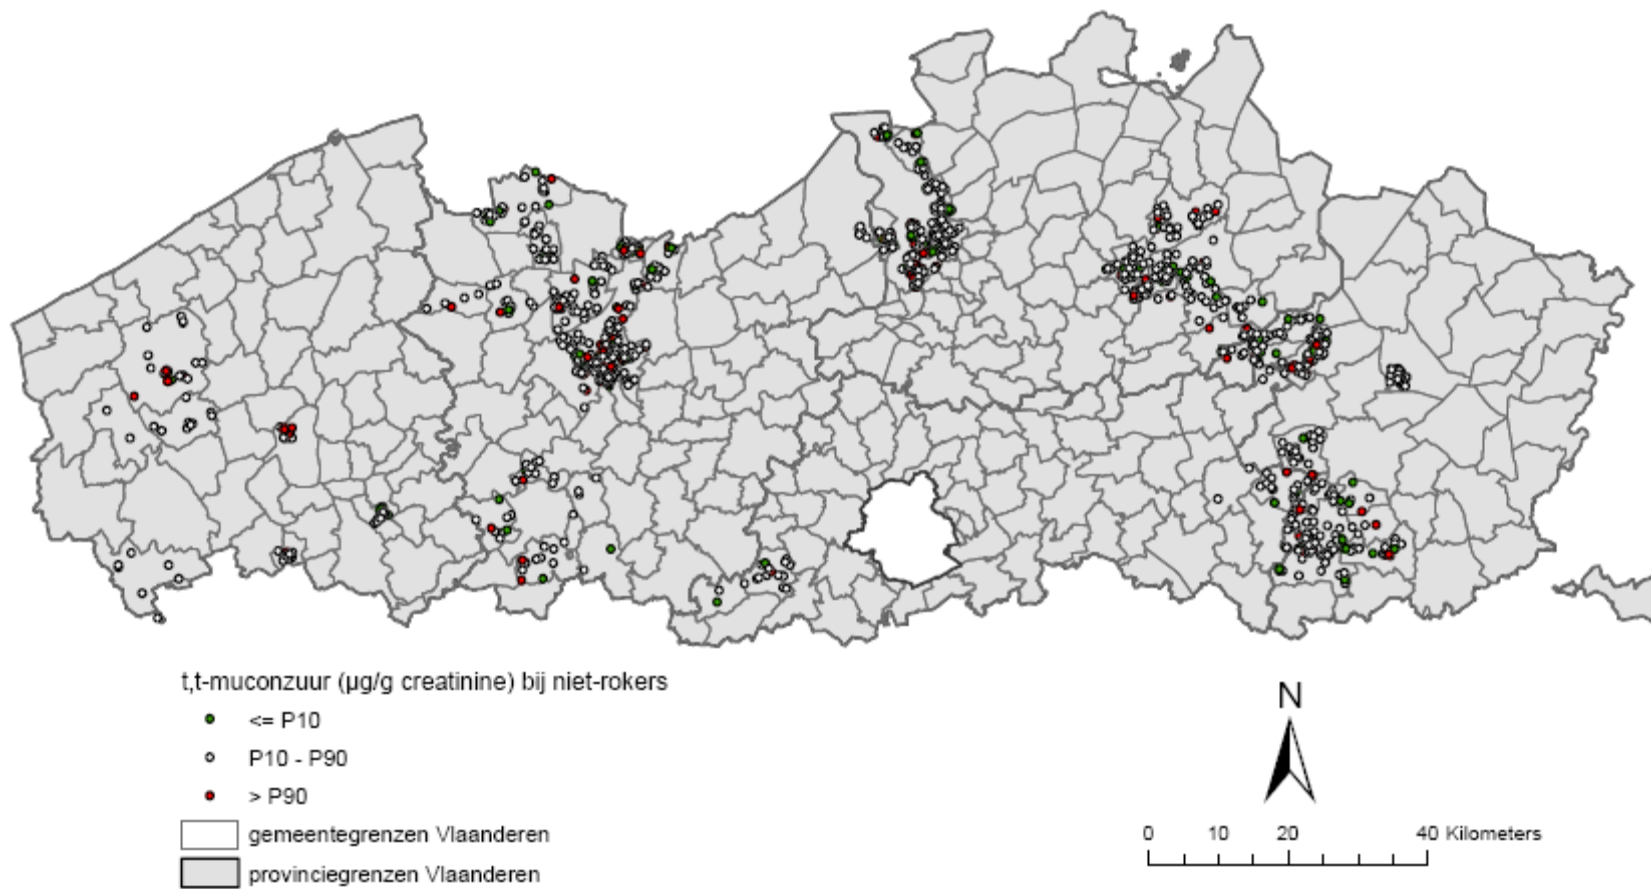 t,t-muconzuur (µg/g creatinine) bij niet-rokers
<= P10
P10 - P90
> P90
gemeentegrenzen Vlaanderen
provinciegrenzen Vlaanderen
N
0 10 20 40 Kilometers